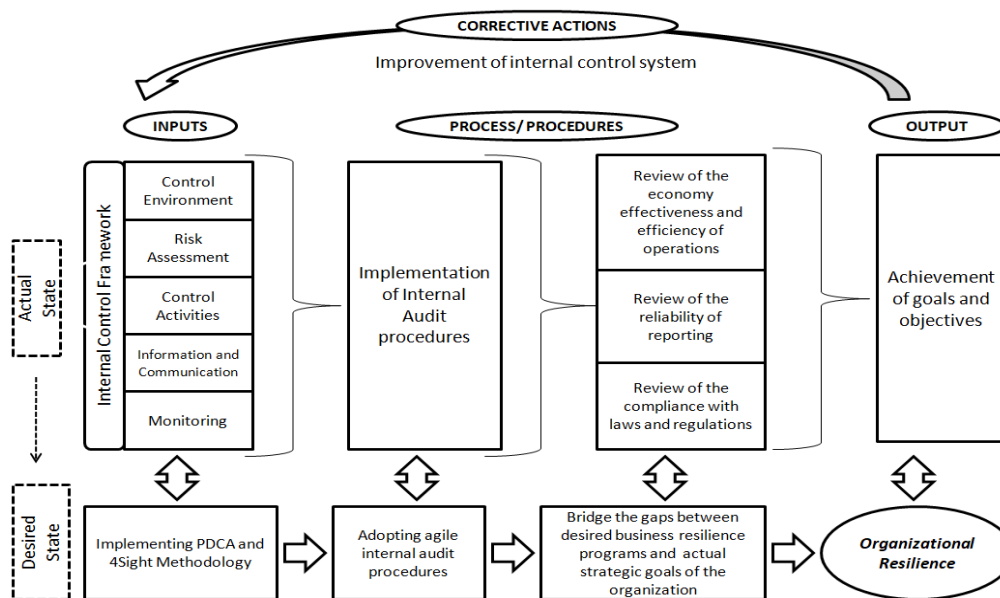 CORRECTIVE ACTIONS
Improvement of internal control system
INPUTS
PROCESS/ PROCEDURES
OUTPUT
Actual
State
Internal Control Framework
Control
Environment
Risk
Assessment
Control
Activities
Information and
Communication
Monitoring
Implementation
of Internal
Audit
procedures
Review of the
economy
effectiveness and
efficiency of
operations
Review of the
reliability of
reporting
Review of the
compliance with
laws and regulations
Achievement
of goals and
objectives
Desired
State
Implementing PDCA and
4Sight Methodology
Adopting agile
internal audit
procedures
Bridge the gaps between
desired business resilience
programs and actual
strategic goals of the
organization
Organizational
Resilience